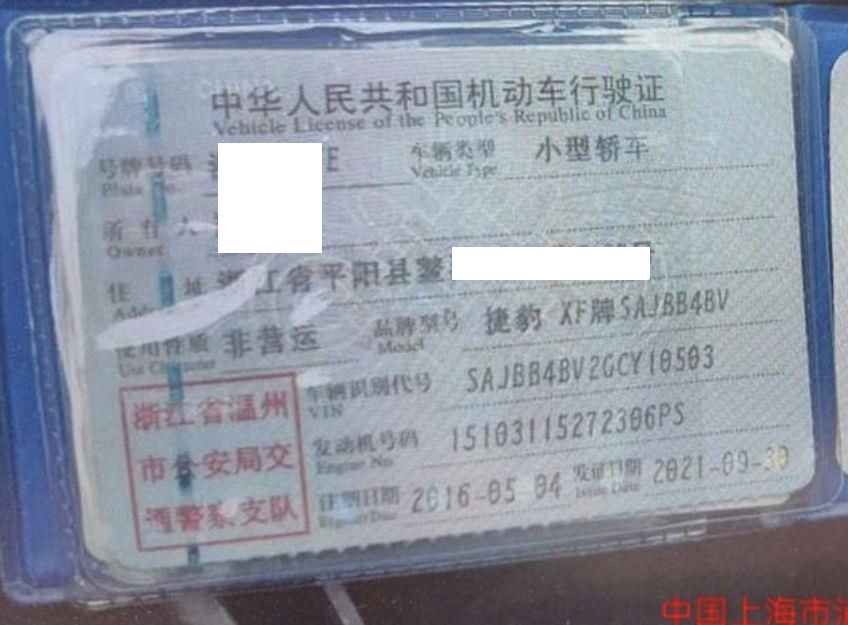 中华人民共和国机动车行驶证
Vehicle License of the People's Republic of China
号牌号码 E 车辆类型 小型轿车
Plate No. Vehicle Type
所有人
Owner
住址 浙江省平阳县鳌 号
Address
使用性质 非营运 品牌型号 捷豹 XF牌SAJBB4BV
Use Character Model
车辆识别代号 SAJBB4BV2GCY10503
VIN
发动机号码 15103115272306PS
Engine No.
注册日期 2016-05-04 发证日期 2021-09-30
Register Date Issue Date
浙江省温州
市公安局交
通警察支队
中国上海市